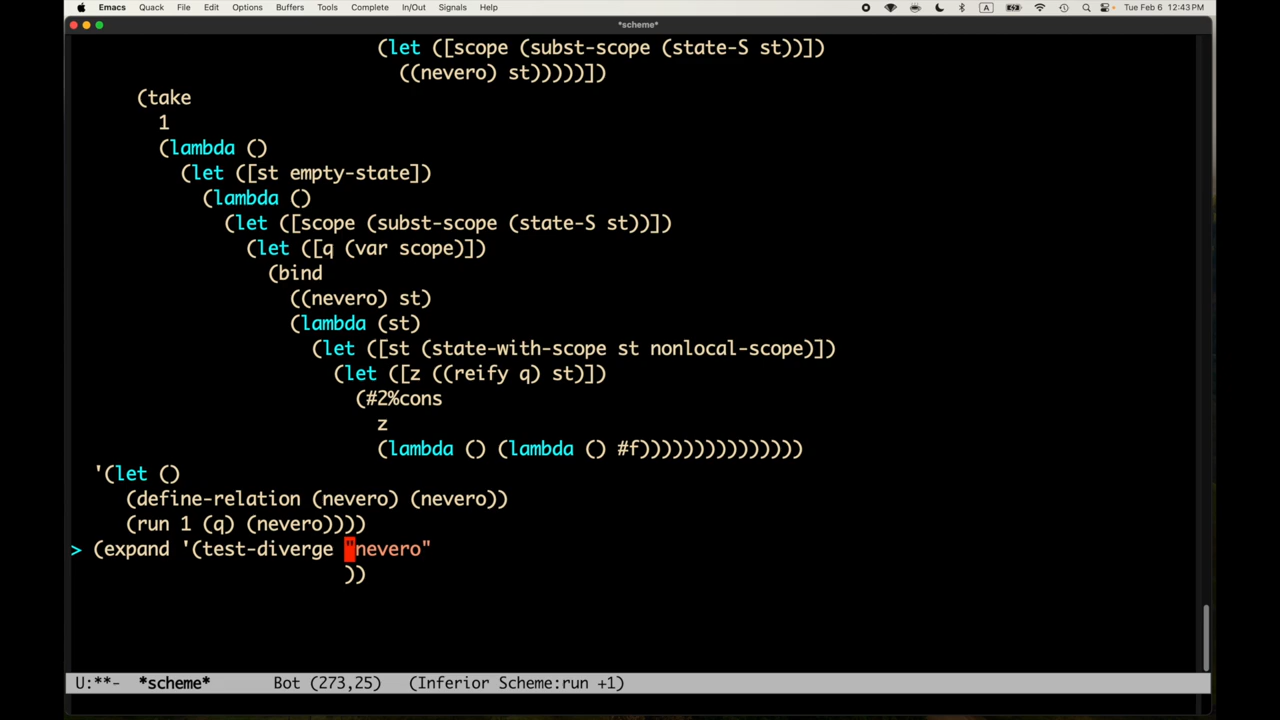 Emacs Quack File Edit Options Buffers Tools Complete In/Out Signals Help A Tue Feb 6 12:43 PM
*scheme*
(let ([scope (subst-scope (state-S st))])
((nevero) st)))))])
(take
1
(lambda ()
(let ([st empty-state])
(lambda ()
(let ([scope (subst-scope (state-S st))])
(let ([q (var scope)])
(bind
((nevero) st)
(lambda (st)
(let ([st (state-with-scope st nonlocal-scope)])
(let ([z ((reify q) st)])
(#2%cons
z
(lambda () (lambda () #f)))))))))))))))
'(let ()
(define-relation (nevero) (nevero))
(run 1 (q) (nevero))))
> (expand '(test-diverge "nevero"
))
U:**- *scheme* Bot (273,25) (Inferior Scheme:run +1)